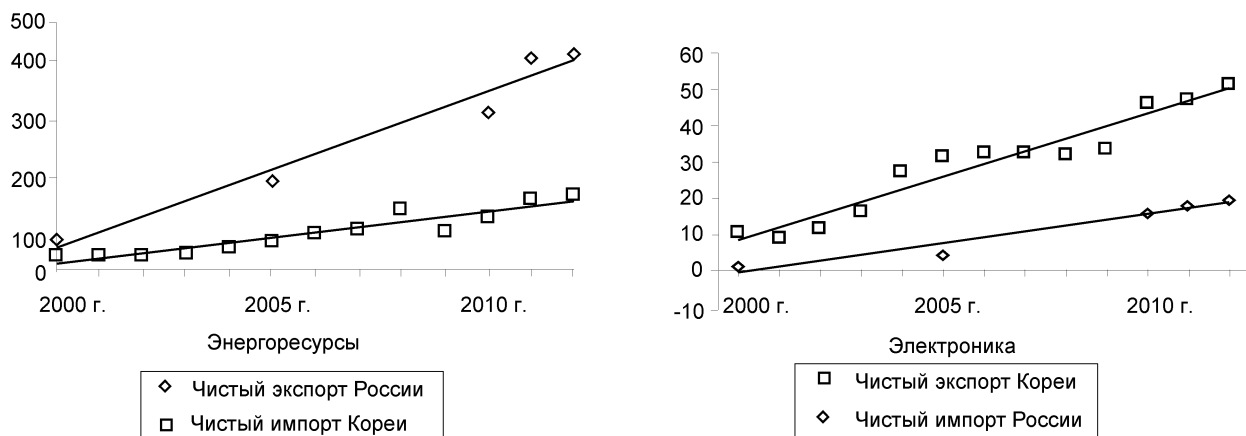 500
400
300
200
100
0
2000 г.
2005 г.
2010 г.
Энергоресурсы
Чистый экспорт России
Чистый импорт Кореи
60
50
40
30
20
10
0
-10
2000 г.
2005 г.
2010 г.
Электроника
Чистый экспорт Кореи
Чистый импорт России